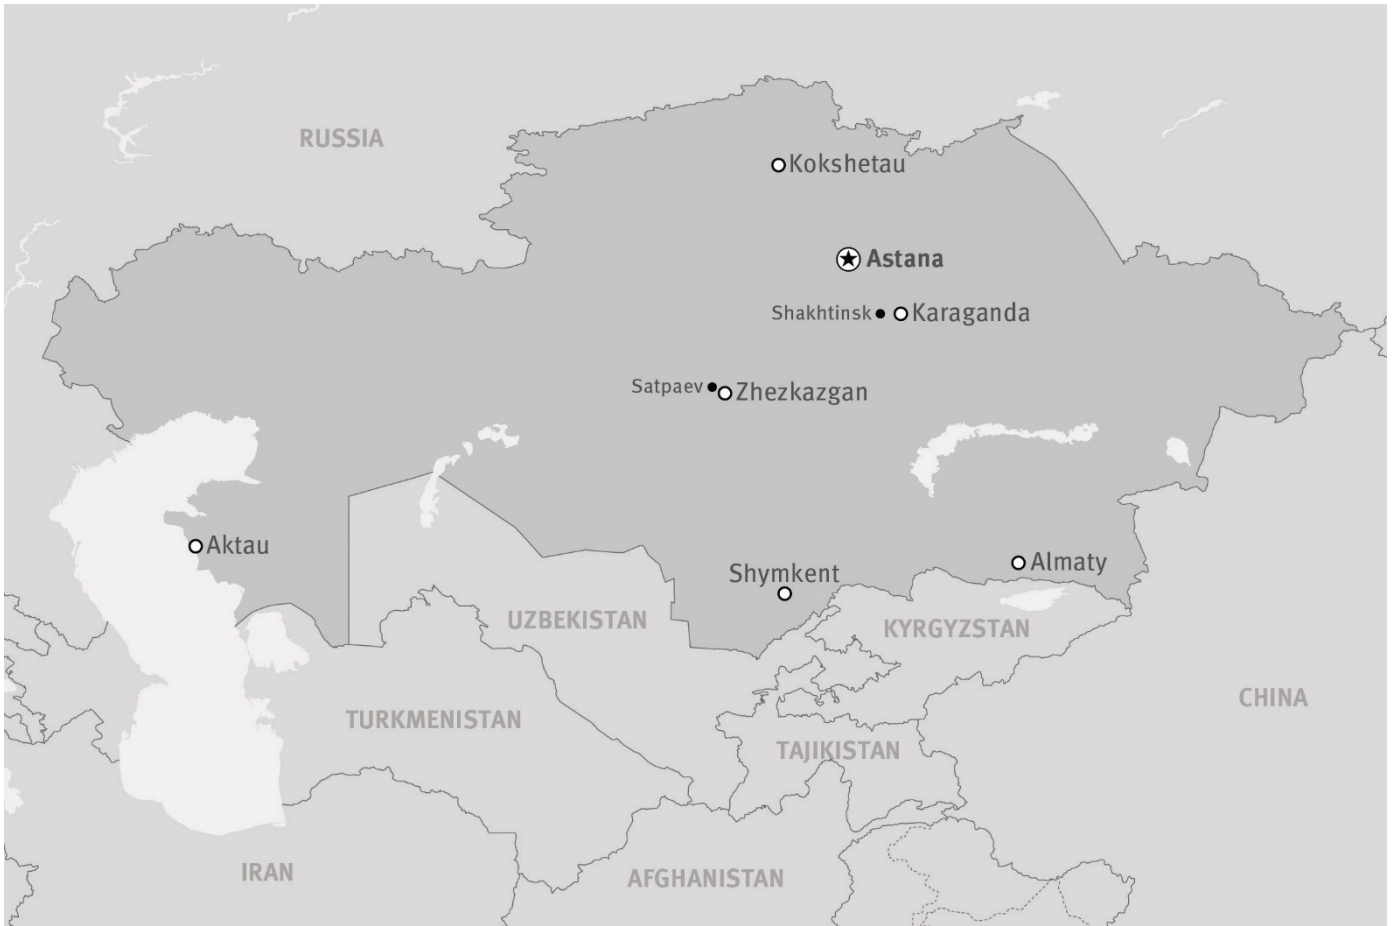 RUSSIA
Kokshetau
Astana
Shakhtinsk
Karaganda
Satpaev
Zhezkazgan
Aktau
Almaty
Shymkent
UZBEKISTAN
KYRGYZSTAN
CHINA
TURKMENISTAN
TAJIKISTAN
IRAN
AFGHANISTAN